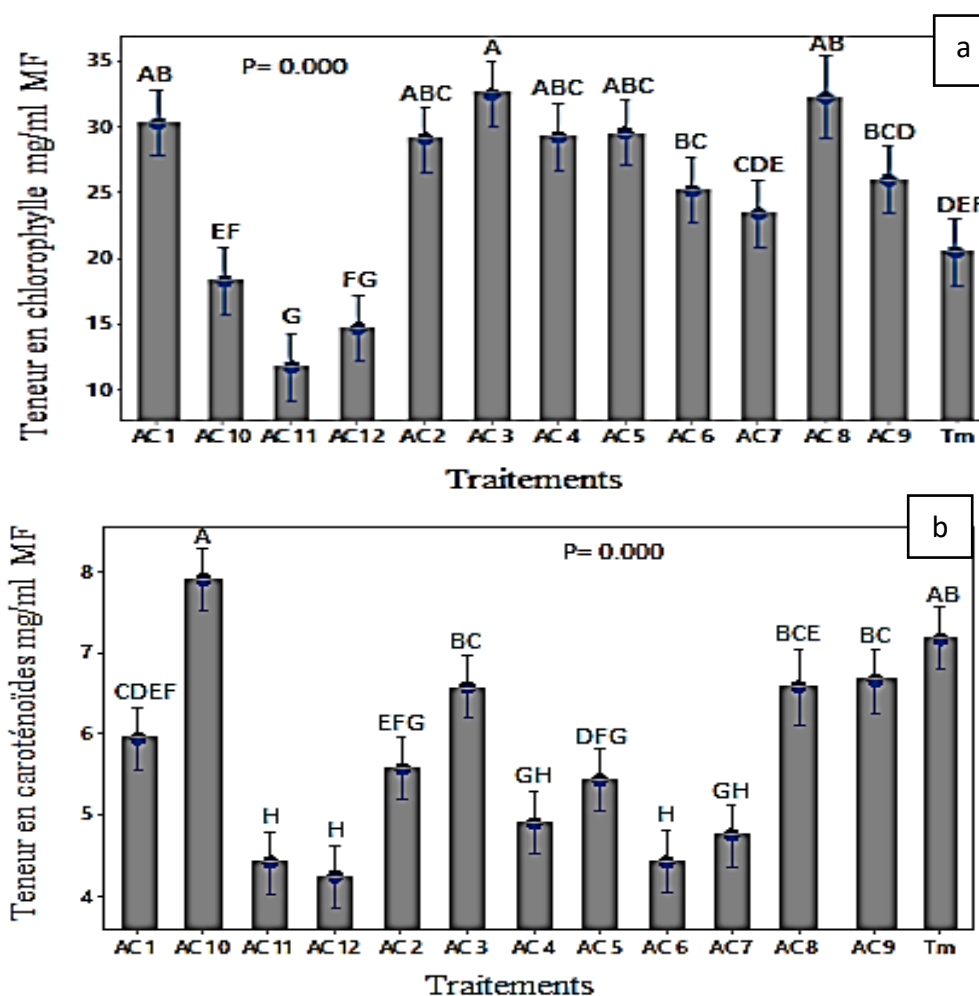 a
Teneur en chlorophylle mg/ml MF
P= 0.000
35
30
25
20
15
10
AB EF G FG ABC A ABC ABC BC CDE AB BCD DEF
AC1 AC10 AC11 AC12 AC2 AC3 AC4 AC5 AC6 AC7 AC8 AC9 Tm
Traitements
b
Teneur en caroténoïdes mg/ml MF
P= 0.000
8
7
6
5
4
CDEF A H H EFG BC GH DFG H GH BCE BC AB
AC1 AC10 AC11 AC12 AC2 AC3 AC4 AC5 AC6 AC7 AC8 AC9 Tm
Traitements